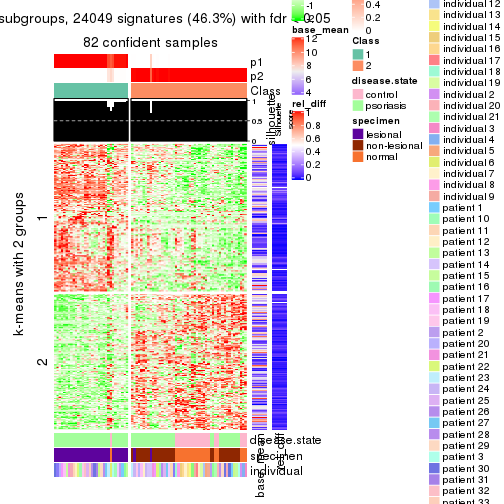 subgroups, 24049 signatures (46.3%) with fdr < 0.05
82 confident samples
p1
p2
Class
1
0.5
0
silhouette
k-means with 2 groups
1
2
disease.state
specimen
individual
base_mean
rel_diff
-1
-2
base_mean
12
10
8
6
4
rel_diff
1
0.8
0.6
0.4
0.2
0
0.4
0.2
0
Class
1
2
disease.state
control
psoriasis
specimen
lesional
non-lesional
normal
individual 12
individual 13
individual 14
individual 15
individual 16
individual 17
individual 18
individual 19
individual 2
individual 20
individual 21
individual 3
individual 4
individual 5
individual 6
individual 7
individual 8
individual 9
patient 1
patient 10
patient 11
patient 12
patient 13
patient 14
patient 15
patient 16
patient 17
patient 18
patient 19
patient 2
patient 20
patient 21
patient 22
patient 23
patient 24
patient 25
patient 26
patient 27
patient 28
patient 29
patient 3
patient 30
patient 31
patient 32
patient 33